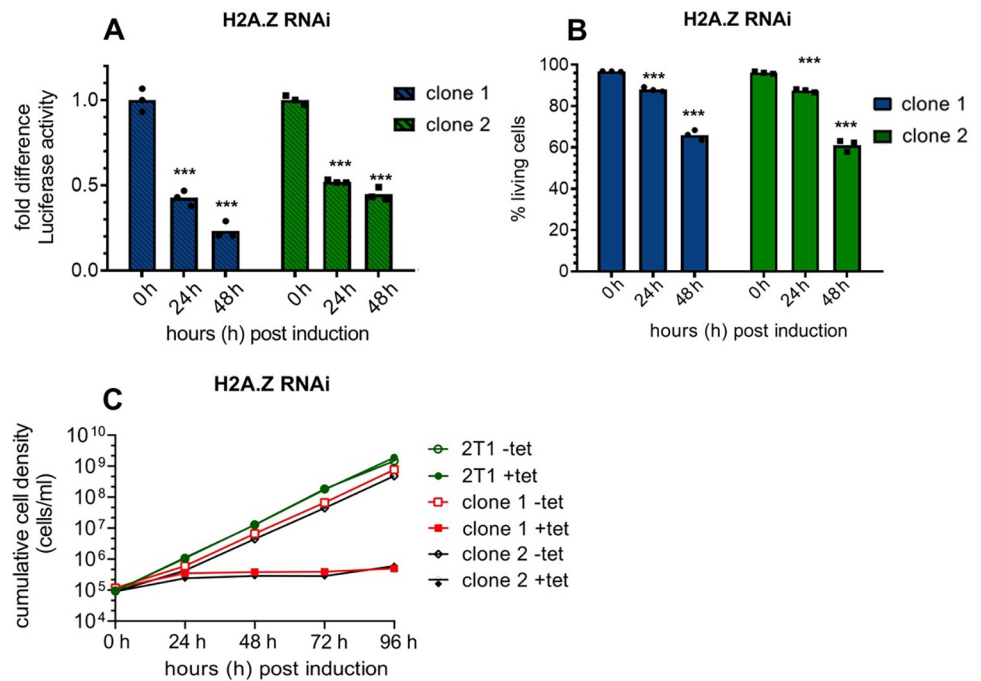 A
H2A.Z RNAi
fold difference
Luciferase activity
1.0
0.5
0.0
***
***
***
***
0h
24h
48h
0h
24h
48h
hours (h) post induction
clone 1
clone 2
B
H2A.Z RNAi
% living cells
100
80
60
40
20
0
***
***
***
***
0h
24h
48h
0h
24h
48h
hours (h) post induction
clone 1
clone 2
C
H2A.Z RNAi
cumulative cell density
(cells/ml)
10^10
10^9
10^8
10^7
10^6
10^5
10^4
0 h
24 h
48 h
72 h
96 h
hours (h) post induction
2T1 -tet
2T1 +tet
clone 1 -tet
clone 1 +tet
clone 2 -tet
clone 2 +tet